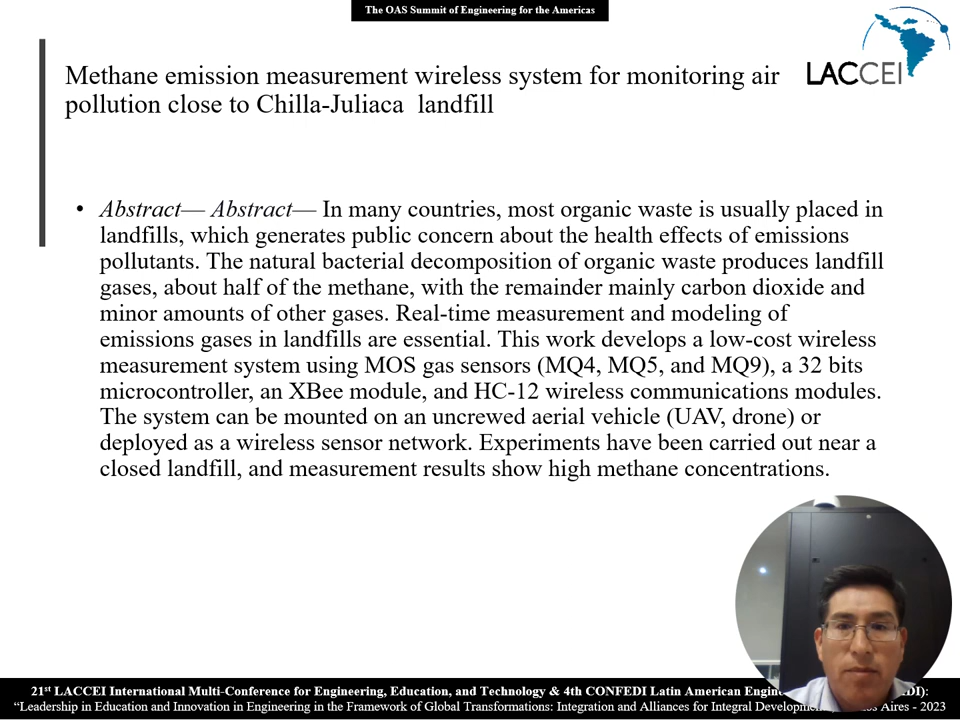 The OAS Summit of Engineering for the Americas
LACCEI
Methane emission measurement wireless system for monitoring air
pollution close to Chilla-Juliaca landfill
• Abstract— Abstract— In many countries, most organic waste is usually placed in
landfills, which generates public concern about the health effects of emissions
pollutants. The natural bacterial decomposition of organic waste produces landfill
gases, about half of the methane, with the remainder mainly carbon dioxide and
minor amounts of other gases. Real-time measurement and modeling of
emissions gases in landfills are essential. This work develops a low-cost wireless
measurement system using MOS gas sensors (MQ4, MQ5, and MQ9), a 32 bits
microcontroller, an XBee module, and HC-12 wireless communications modules.
The system can be mounted on an uncrewed aerial vehicle (UAV, drone) or
deployed as a wireless sensor network. Experiments have been carried out near a
closed landfill, and measurement results show high methane concentrations.
21st LACCEI International Multi-Conference for Engineering, Education, and Technology & 4th CONFEDI Latin American
“Leadership in Education and Innovation in Engineering in the Framework of Global Transformations: Integration and Alliances for Integral Aires - 2023